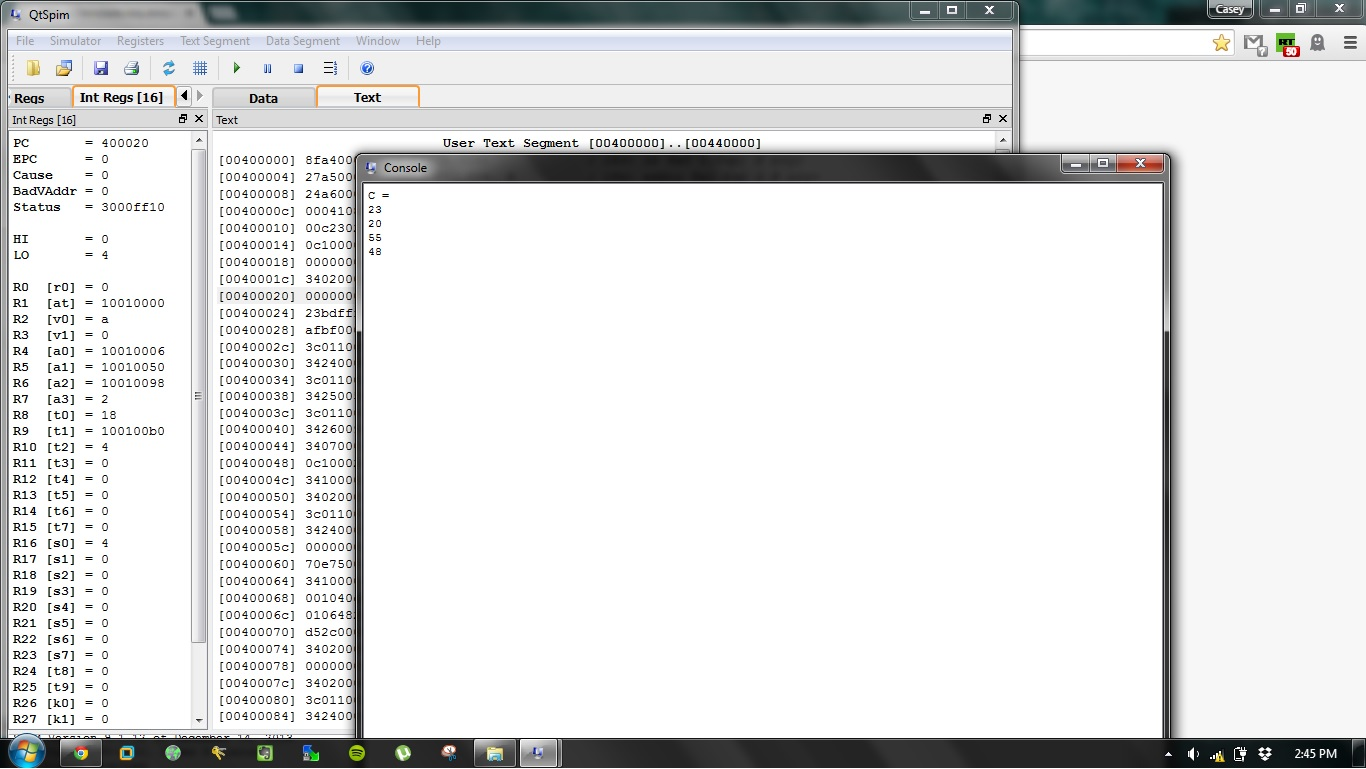 QtSpim
Casey
File Simulator Registers Text Segment Data Segment Window Help
Regs
Int Regs [16]
Data
Text
Int Regs [16]
Text
PC = 400020
EPC = 0
Cause = 0
BadVAddr = 0
Status = 3000ff10
HI = 0
LO = 4
R0 [r0] = 0
R1 [at] = 10010000
R2 [v0] = a
R3 [v1] = 0
R4 [a0] = 10010006
R5 [a1] = 10010050
R6 [a2] = 10010098
R7 [a3] = 2
R8 [t0] = 18
R9 [t1] = 100100b0
R10 [t2] = 4
R11 [t3] = 0
R12 [t4] = 0
R13 [t5] = 0
R14 [t6] = 0
R15 [t7] = 0
R16 [s0] = 4
R17 [s1] = 0
R18 [s2] = 0
R19 [s3] = 0
R20 [s4] = 0
R21 [s5] = 0
R22 [s6] = 0
R23 [s7] = 0
R24 [t8] = 0
R25 [t9] = 0
R26 [k0] = 0
R27 [k1] = 0
User Text Segment [00400000]..[00440000]
[00400000] 8fa400
[00400004] 27a500
[00400008] 24a600
[0040000c] 000410
[00400010] 00c230
[00400014] 0c1000
[00400018] 000000
[0040001c] 340200
[00400020] 000000
[00400024] 23bdff
[00400028] afbf00
[0040002c] 3c0110
[00400030] 342400
[00400034] 3c0110
[00400038] 342500
[0040003c] 3c0110
[00400040] 342600
[00400044] 340700
[00400048] 0c1000
[0040004c] 341000
[00400050] 340200
[00400054] 3c0110
[00400058] 342400
[0040005c] 000000
[00400060] 70e750
[00400064] 341000
[00400068] 001040
[0040006c] 010648
[00400070] d52c00
[00400074] 340200
[00400078] 000000
[0040007c] 340200
[00400080] 3c0110
[00400084] 342400
Console
C =
23
20
55
48
2:45 PM